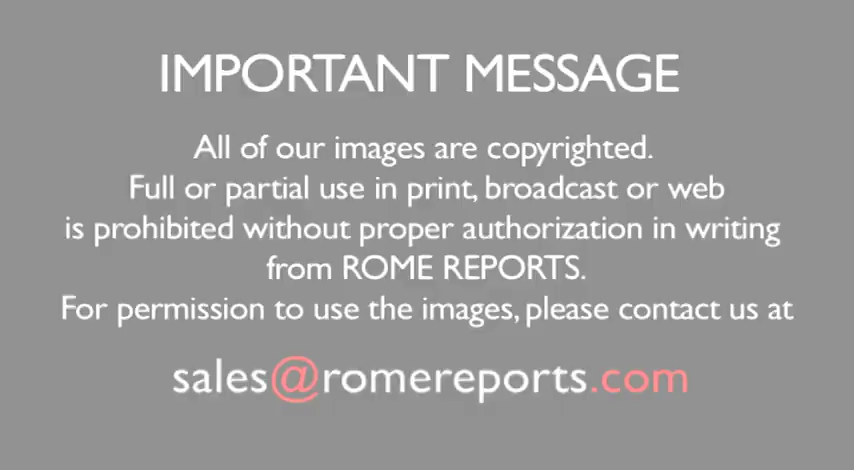 IMPORTANT MESSAGE
All of our images are copyrighted.
Full or partial use in print, broadcast or web
is prohibited without proper authorization in writing
from ROME REPORTS.
For permission to use the images, please contact us at
sales@romereports.com